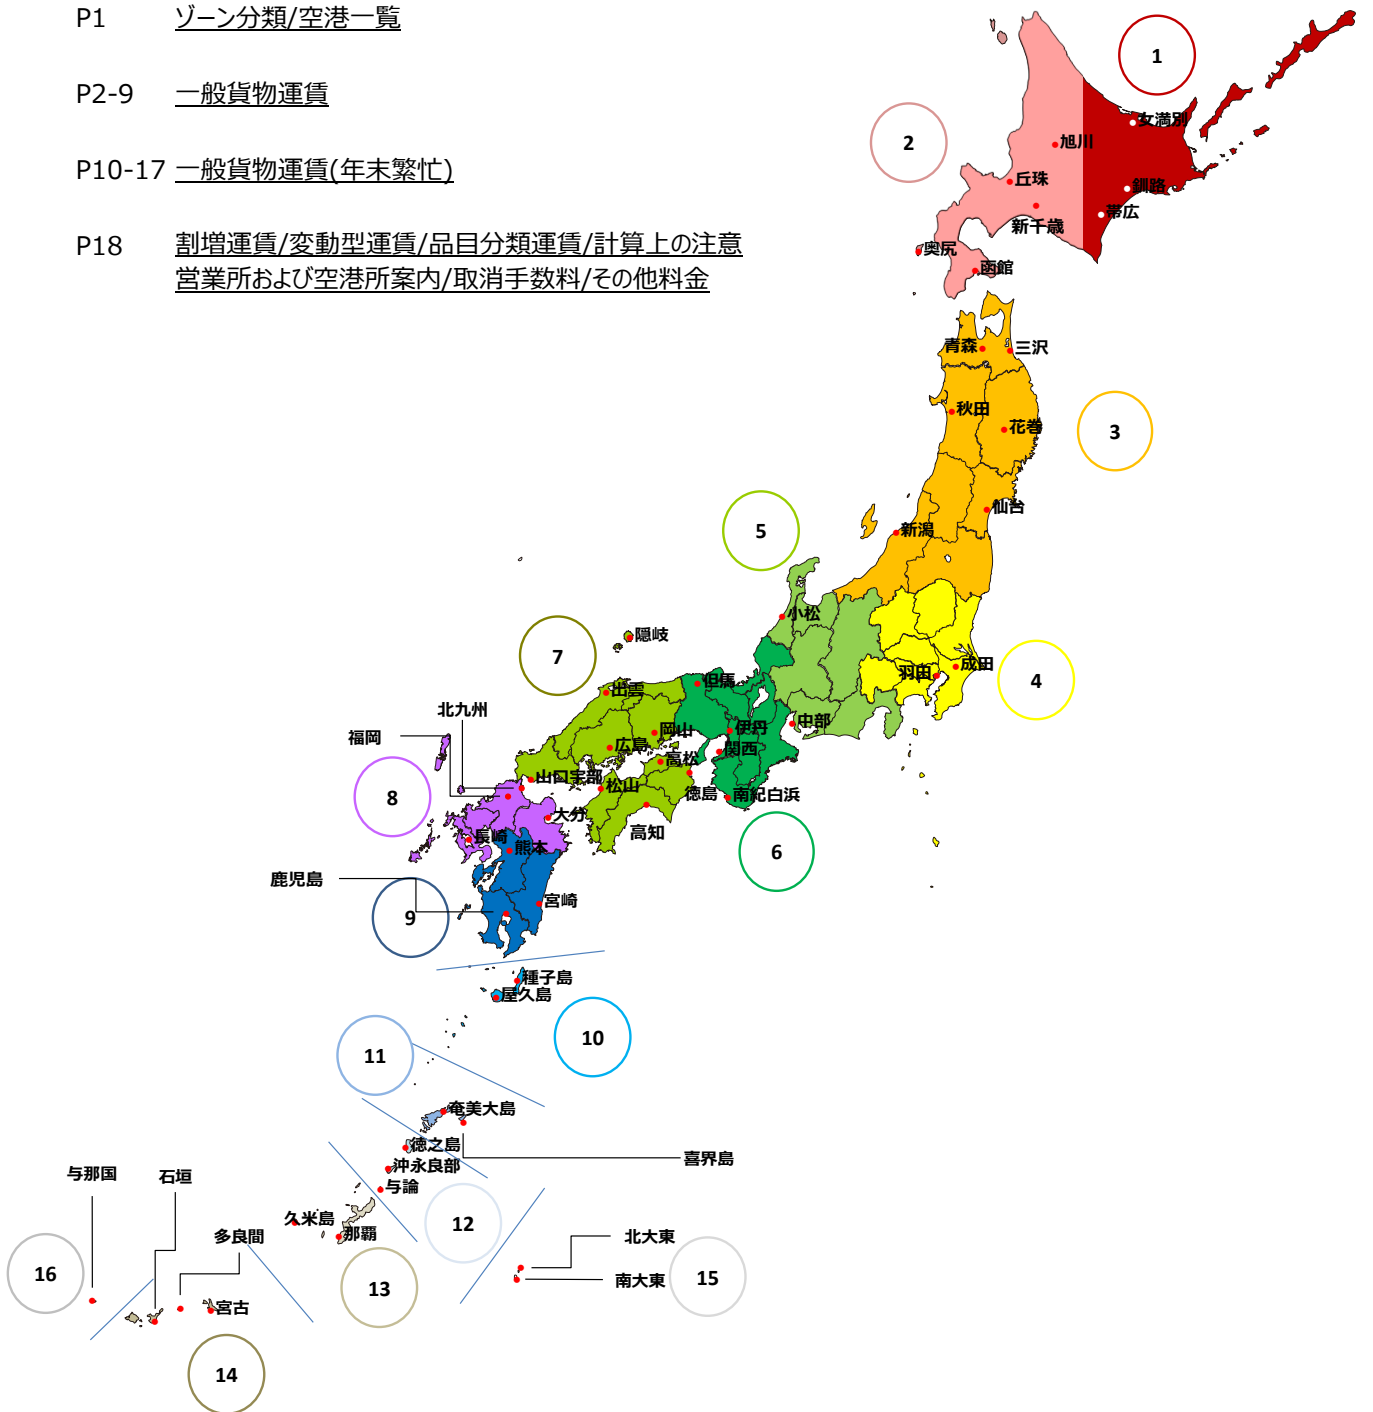 P1 ゾーン分類/空港一覧
P2-9 一般貨物運賃
P10-17 一般貨物運賃(年末繁忙)
P18 割増運賃/変動型運賃/品目分類運賃/計算上の注意
営業所および空港所案内/取消手数料/その他料金
1
女満別
2
旭川
丘珠
釧路
帯広
新千歳
奥尻
函館
青森
三沢
秋田
花巻
3
仙台
新潟
5
小松
隠岐
7
成田
羽田
4
但馬
出雲
北九州
中部
伊丹
岡山
福岡
広島
関西
高松
山口宇部
松山
徳島
南紀白浜
8
大分
高知
長崎
熊本
6
鹿児島
宮崎
9
種子島
屋久島
10
11
奄美大島
徳之島
喜界島
沖永良部
与那国
石垣
与論
久米島
12
那覇
多良間
北大東
16
南大東
15
13
宮古
14